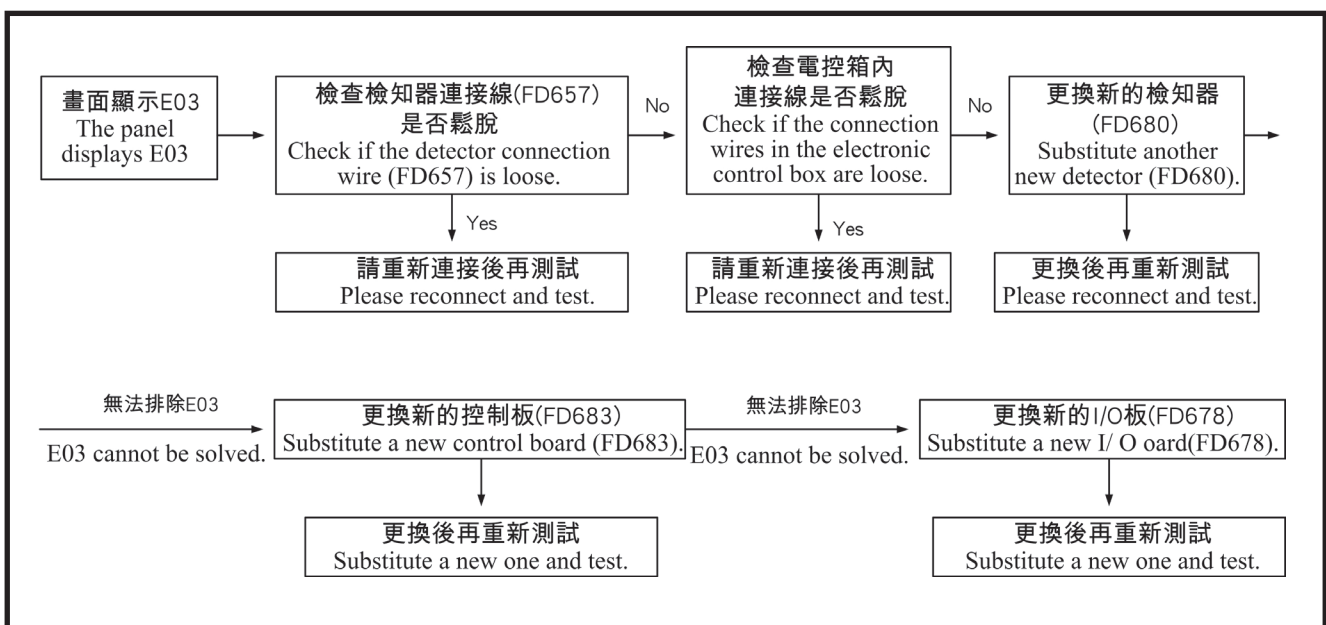 畫面顯示E03
The panel
displays E03
檢查檢知器連接線(FD657)
是否鬆脫
Check if the detector connection
wire (FD657) is loose.
No
檢查電控箱內
連接線是否鬆脫
Check if the connection
wires in the electronic
control box are loose.
No
更換新的檢知器
(FD680)
Substitute another
new detector (FD680).
Yes
Yes
請重新連接後再測試
Please reconnect and test.
請重新連接後再測試
Please reconnect and test.
更換後再重新測試
Please reconnect and test.
無法排除E03
E03 cannot be solved.
更換新的控制板(FD683)
Substitute a new control board (FD683).
無法排除E03
E03 cannot be solved.
更換新的I/O板(FD678)
Substitute a new I/ O oard(FD678).
更換後再重新測試
Substitute a new one and test.
更換後再重新測試
Substitute a new one and test.